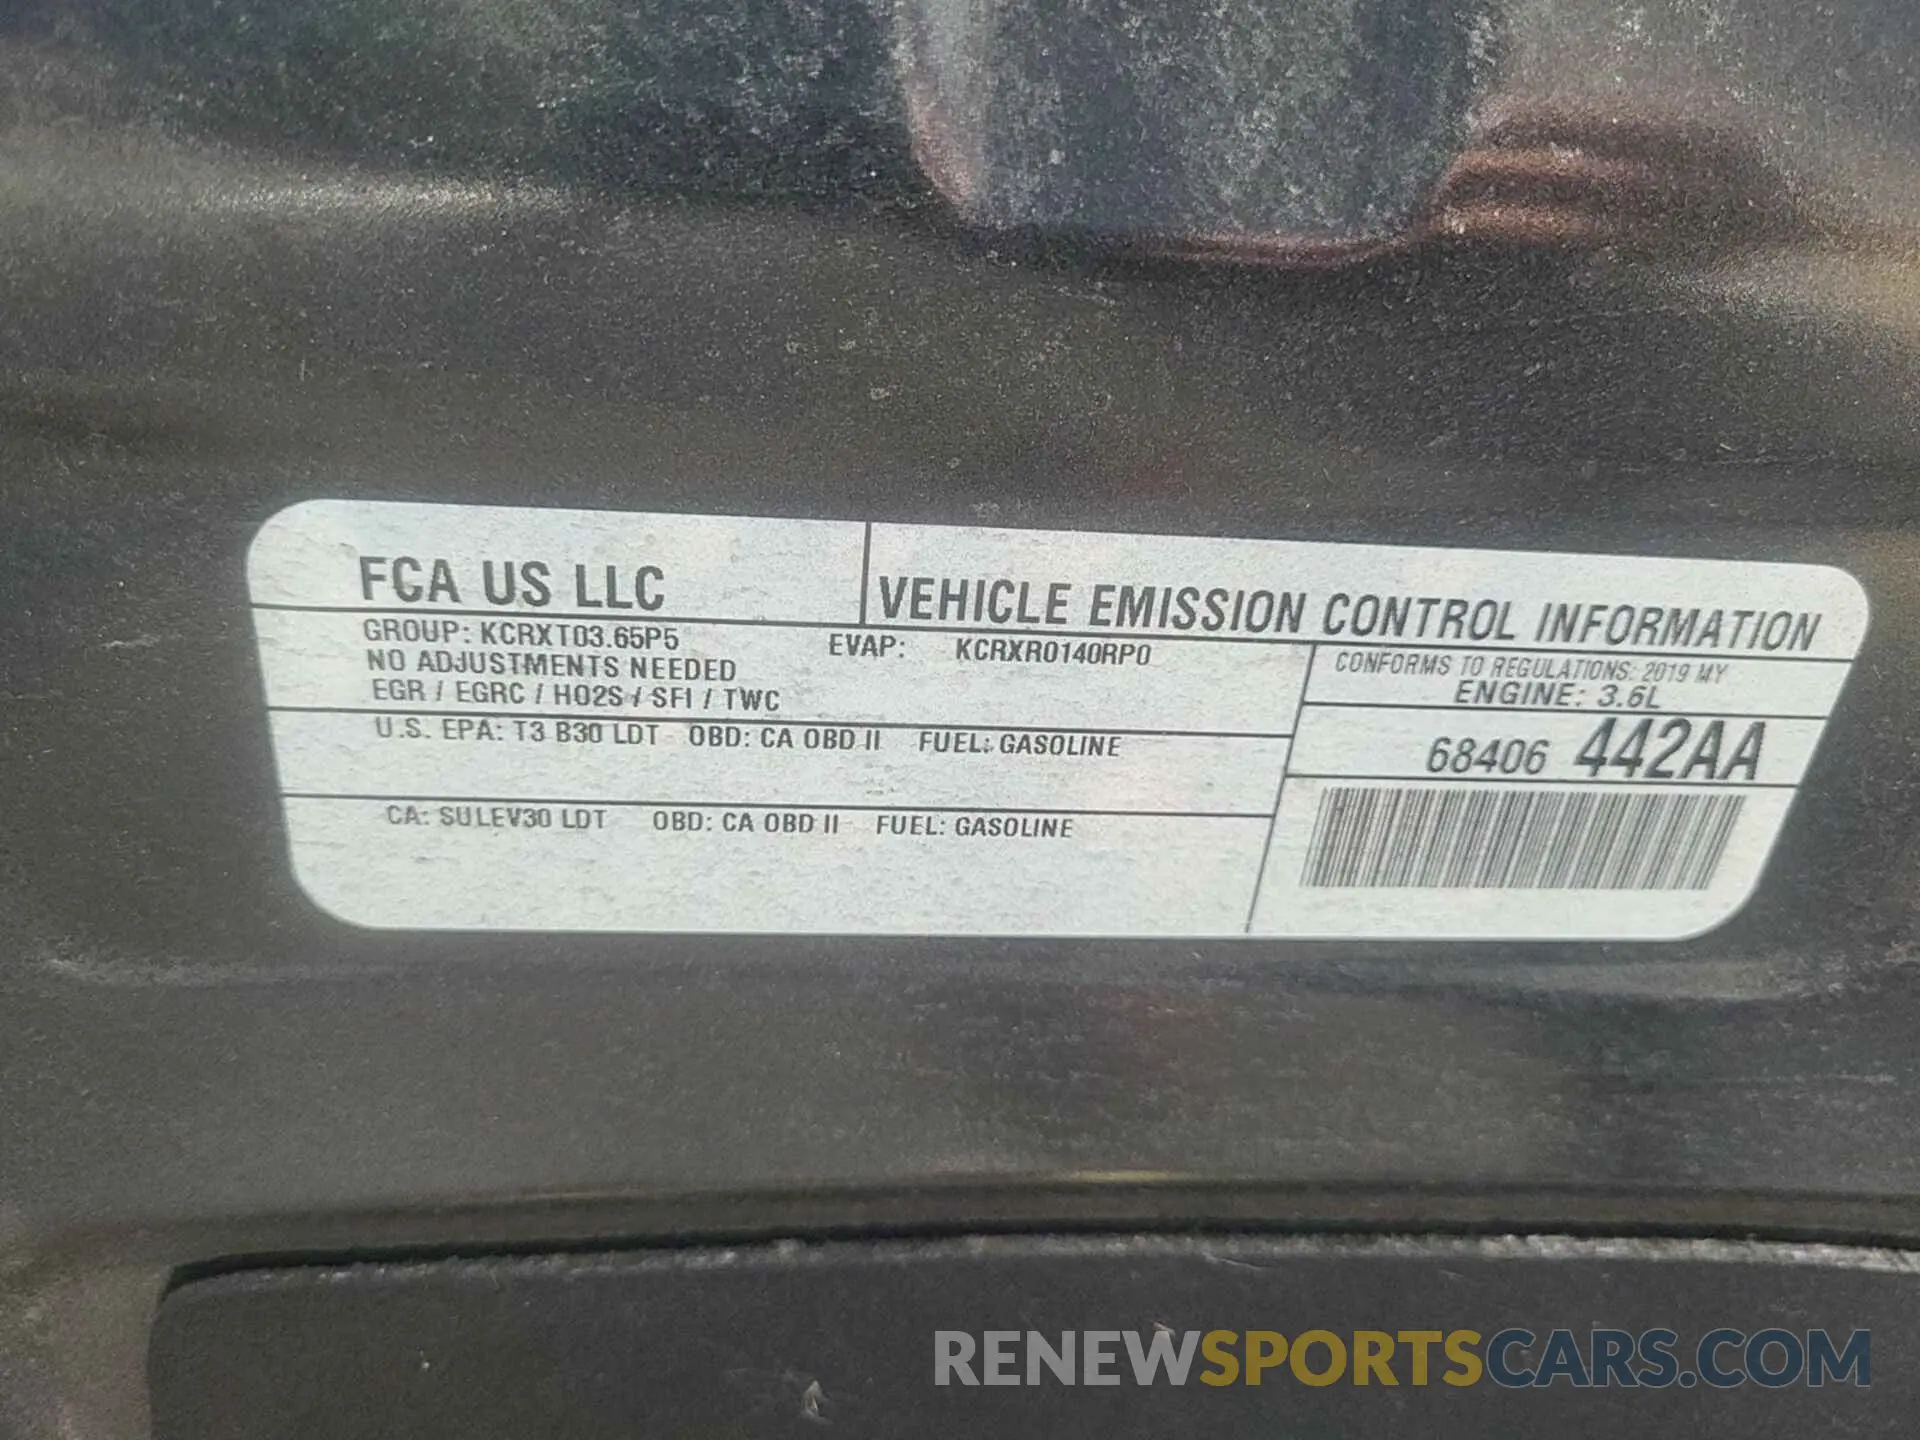 FCA US LLC
VEHICLE EMISSION CONTROL INFORMATION
GROUP: KCRXT03.65P5
EVAP: KCRXR0140RP0
NO ADJUSTMENTS NEEDED
EGR / EGRC / HO2S / SFI / TWC
CONFORMS TO REGULATIONS: 2019 MY
ENGINE: 3.6L
U.S. EPA: T3 B30 LDT OBD: CA OBD II FUEL: GASOLINE
68406 442AA
CA: SULEV30 LDT OBD: CA OBD II FUEL: GASOLINE
RENEWSPORTSCARS.COM